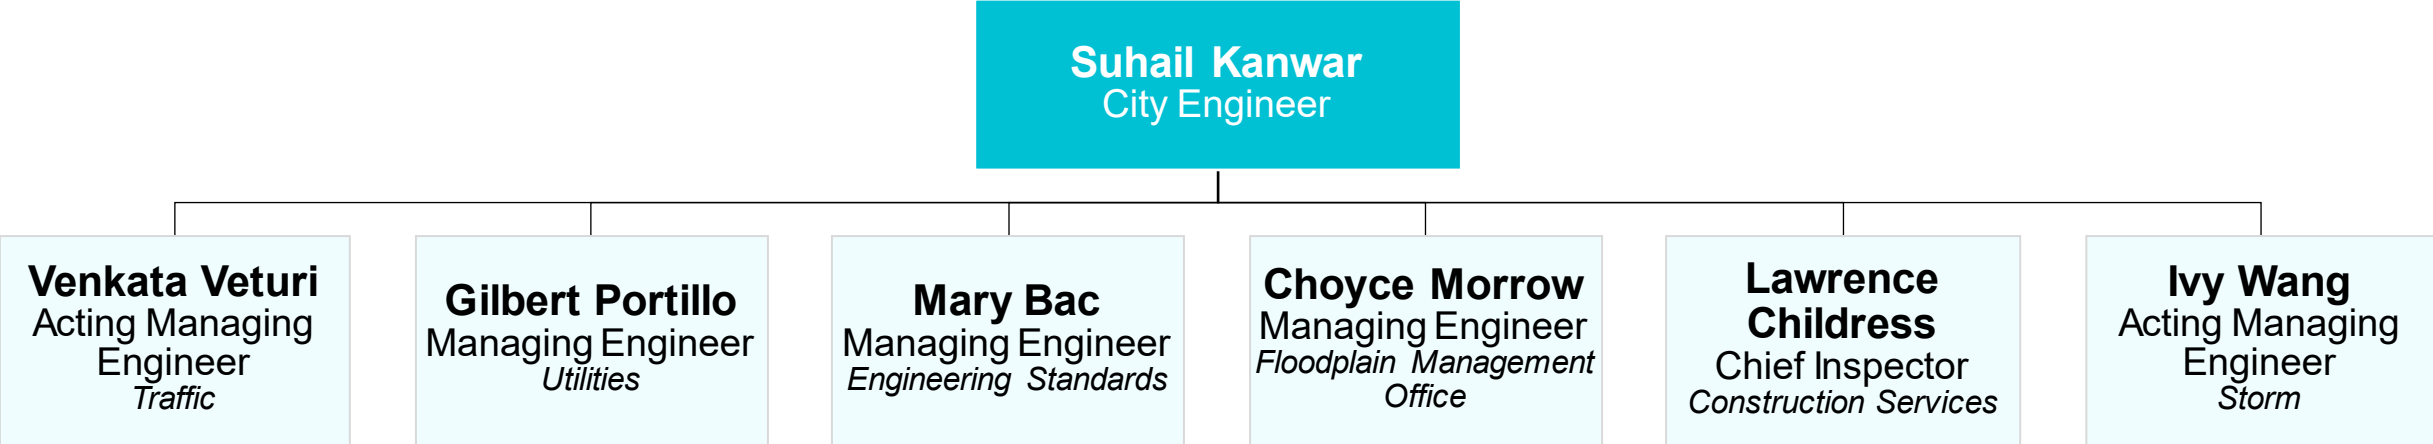 Suhail Kanwar
City Engineer
Venkata Veturi
Acting Managing
Engineer
Traffic
Gilbert Portillo
Managing Engineer
Utilities
Mary Bac
Managing Engineer
Engineering Standards
Choyce Morrow
Managing Engineer
Floodplain Management
Office
Lawrence
Childress
Chief Inspector
Construction Services
Ivy Wang
Acting Managing
Engineer
Storm